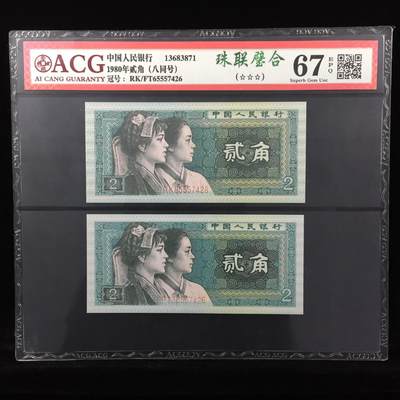 ACG
AI CANG GUARANTY
中国人民银行 13683871
1980年贰角（八同号）
冠号：RK/FT65557426
珠联璧合
(☆☆☆)
67 EPQ
Superb Gem Unc
中国人民银行
贰角
2
2
中国人民银行
贰角
2
2